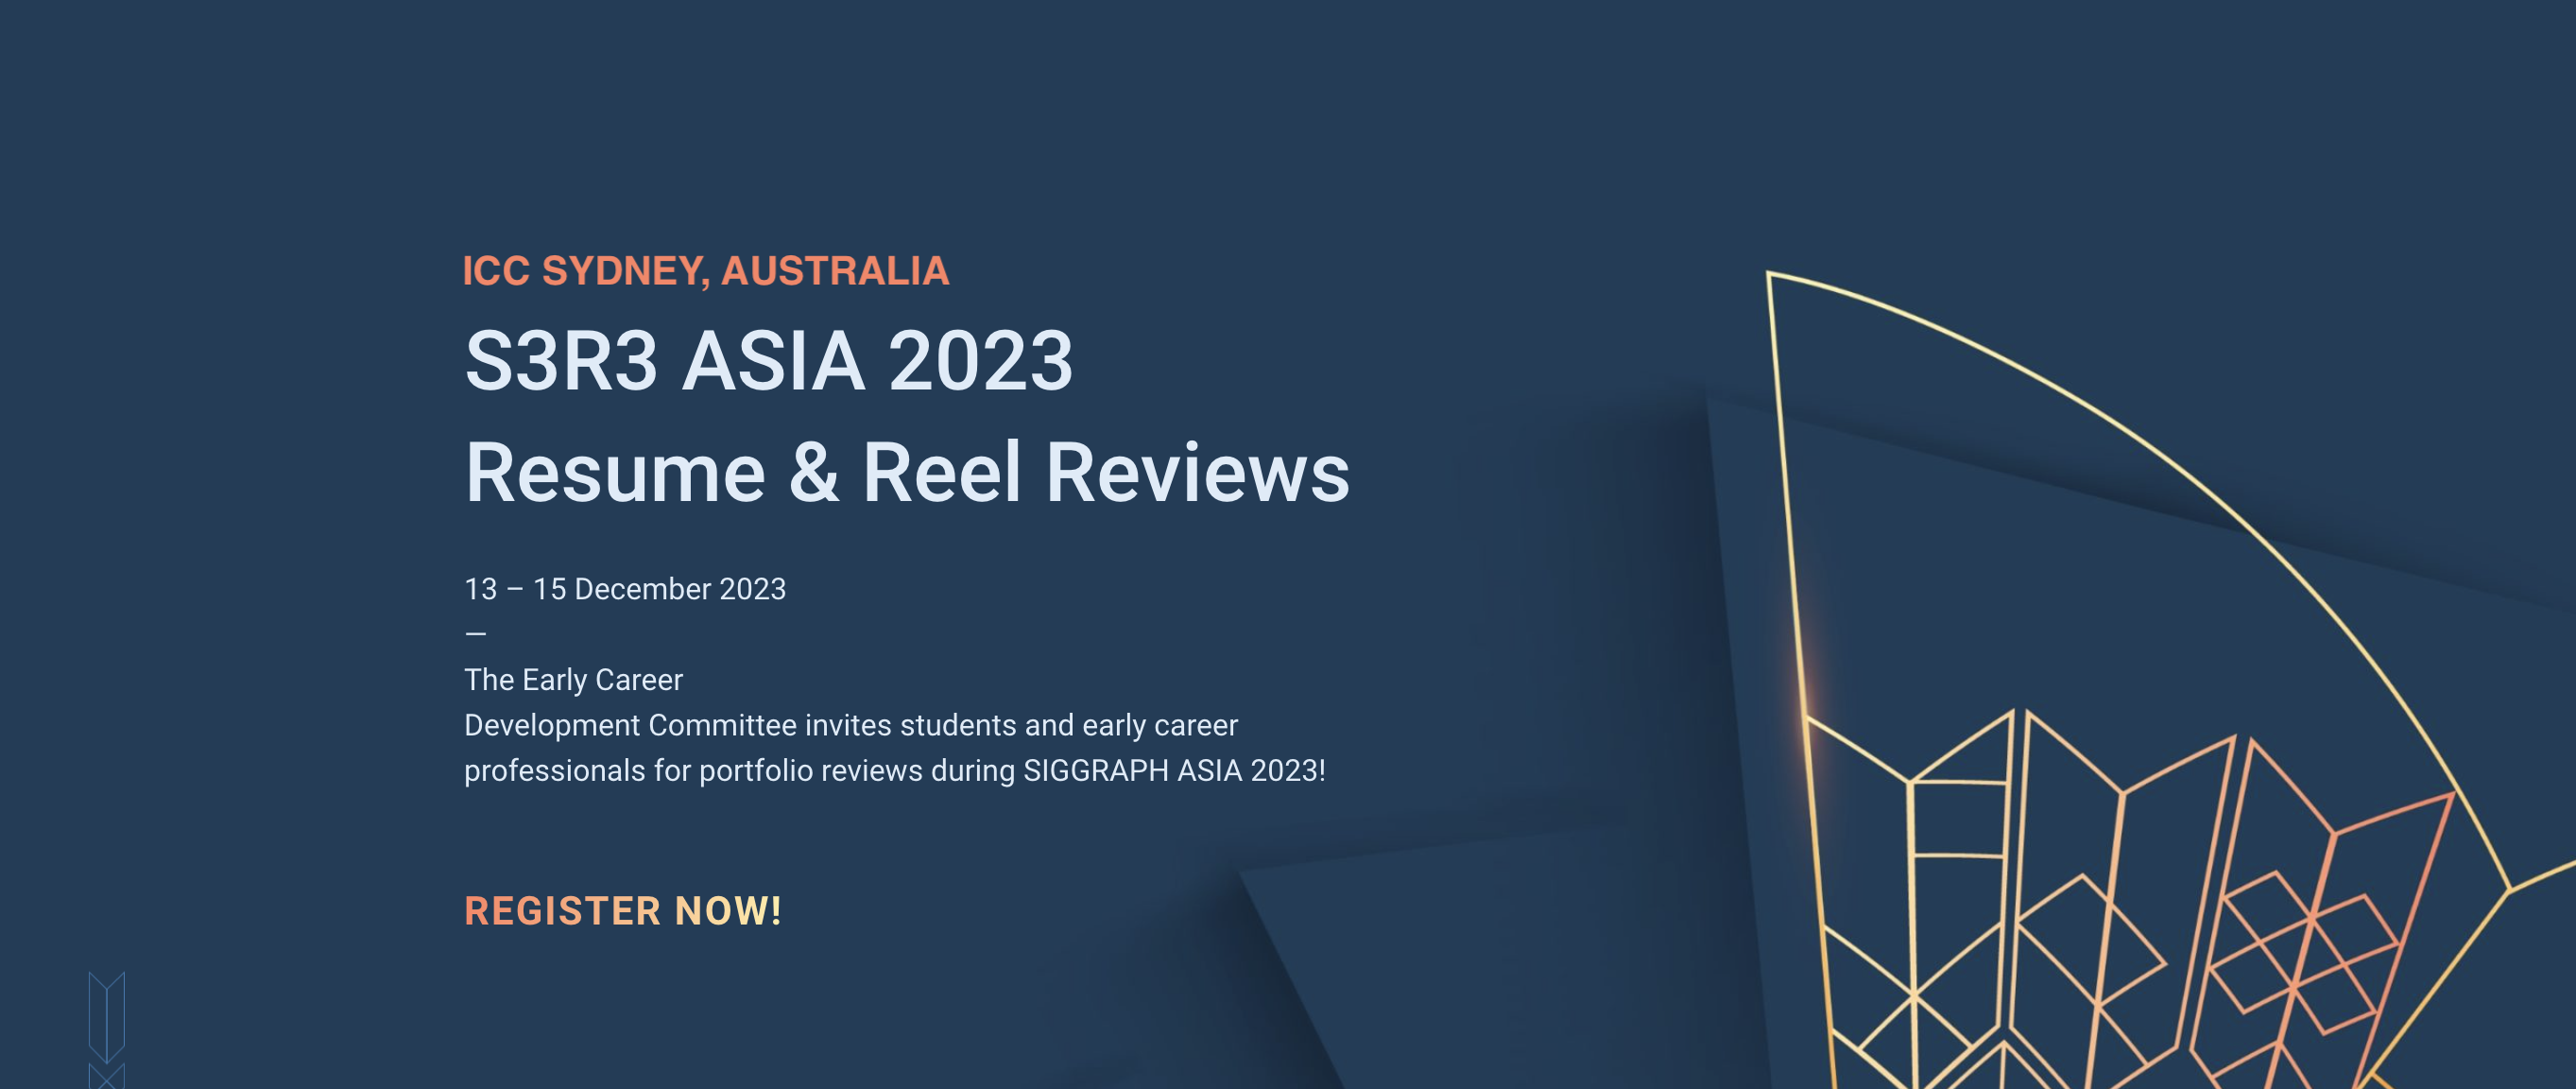 ICC SYDNEY, AUSTRALIA
S3R3 ASIA 2023
Resume & Reel Reviews
13 – 15 December 2023
—
The Early Career
Development Committee invites students and early career
professionals for portfolio reviews during SIGGRAPH ASIA 2023!
REGISTER NOW!